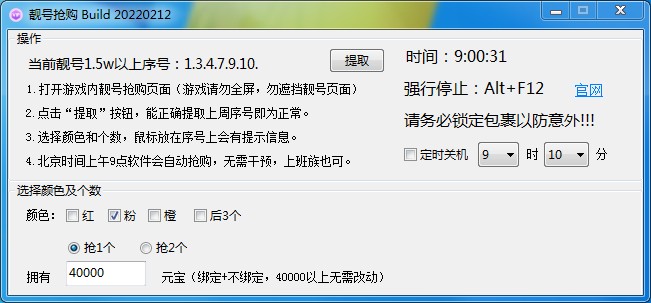 靓号抢购 Build 20220212
操作
当前靓号1.5w以上序号：1.3.4.7.9.10.
提取
时间：9:00:31
1.打开游戏内靓号抢购页面（游戏请勿全屏，勿遮挡靓号页面）
强行停止：Alt+F12
官网
2.点击“提取”按钮，能正确提取上周序号即为正常。
请务必锁定包裹以防意外!!!
3.选择颜色和个数，鼠标放在序号上会有提示信息。
4.北京时间上午9点软件会自动抢购，无需干预，上班族也可。
定时关机 9 时 10 分
选择颜色及个数
颜色： 红 粉 橙 后3个
抢1个 抢2个
拥有 40000 元宝（绑定+不绑定，40000以上无需改动）